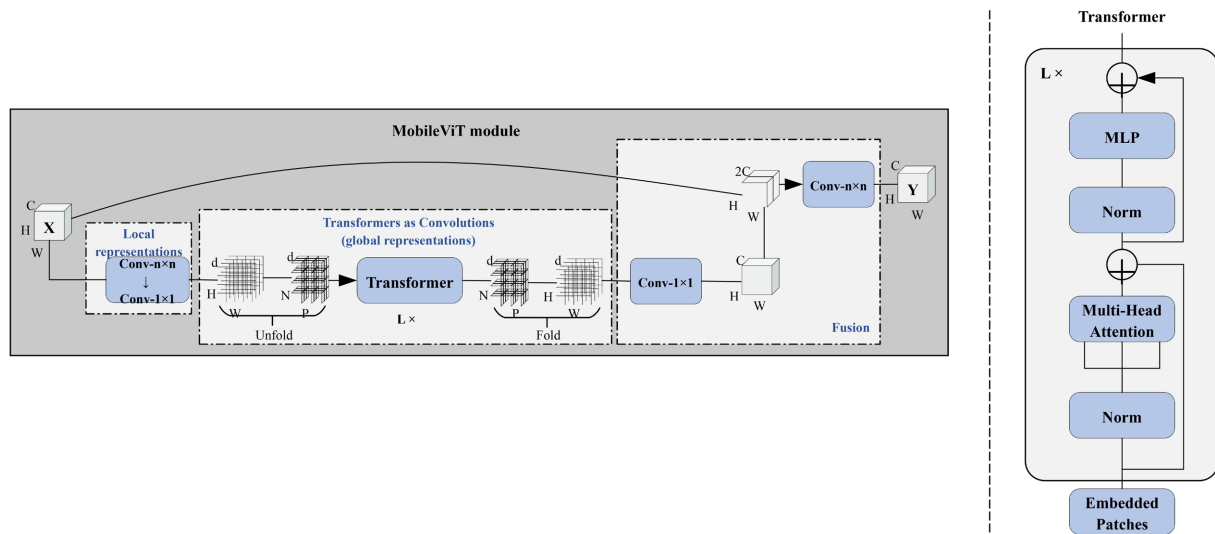 MobileViT module
C
H
X
W
Local
representations
Conv-n×n
↓
Conv-1×1
Transformers as Convolutions
(global representations)
d
H
W
d
N
P
Unfold
Transformer
L ×
d
N
P
d
H
W
Fold
Conv-1×1
C
H
W
2C
H
W
Conv-n×n
Fusion
C
H
Y
W
Transformer
L ×
MLP
Norm
Multi-Head
Attention
Norm
Embedded
Patches